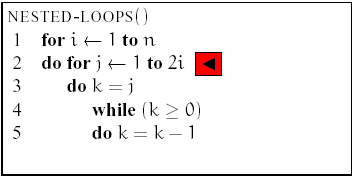 NESTED-LOOPS()
1 for i ← 1 to n
2 do for j ← 1 to 2i ◄
3 do k = j
4 while (k ≥ 0)
5 do k = k − 1